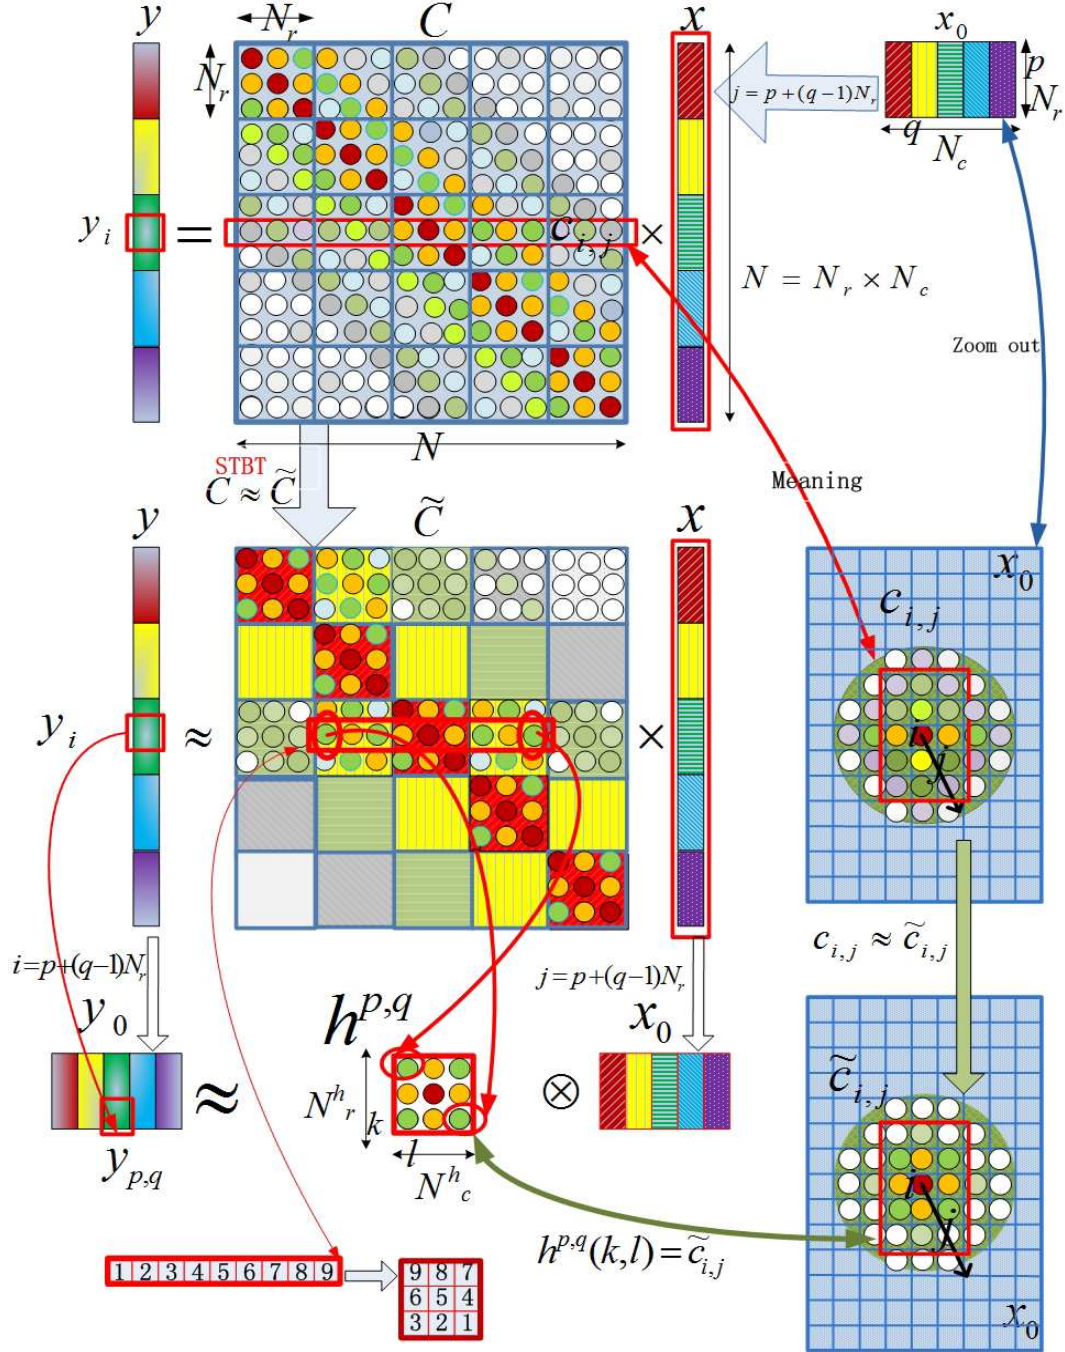 y N_r C x x_0
N_r j = p + (q − 1)N_r p N_r
q N_c
y_i = c_{i,j} ×
N = N_r × N_c
Zoom out
N
STBT
C ≈ C̃
Meaning
y C̃ x x_0
c_{i,j}
i
j
y_i ≈ ×
c_{i,j} ≈ c̃_{i,j}
i=p+(q−1)N_r j=p+(q−1)N_r
y_0 h^{p,q} x_0
c̃_{i,j}
≈ N^h_r k ⊗
l
N^h_c
y_{p,q}
i
j
h^{p,q}(k,l)=c̃_{i,j}
1 2 3 4 5 6 7 8 9
9 8 7
6 5 4
3 2 1
x_0